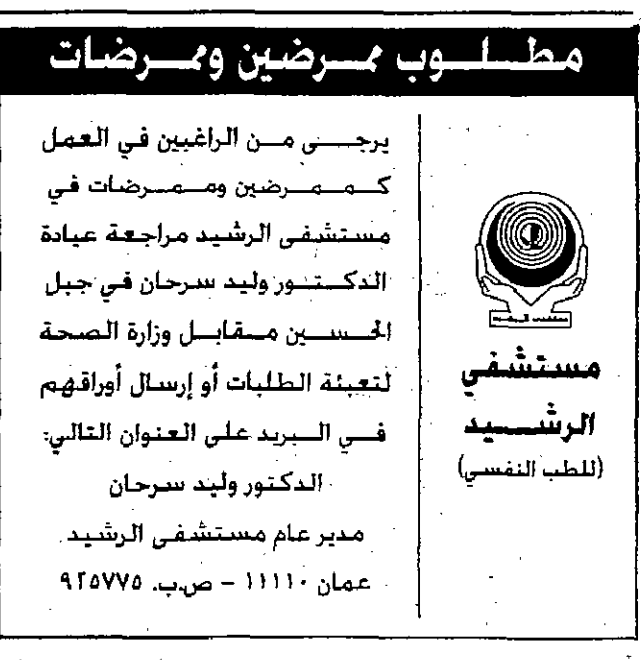 مطلوب ممرضين وممرضات
مستشفى
الرشيد
(للطب النفسي)
يرجى من الراغبين في العمل
كممرضين وممرضات في
مستشفى الرشيد مراجعة عيادة
الدكتور وليد سرحان في جبل
الحسين مقابل وزارة الصحة
لتعبئة الطلبات أو إرسال أوراقهم
في البريد على العنوان التالي:
الدكتور وليد سرحان
مدير عام مستشفى الرشيد
عمان ١١١١٠ - ص.ب. ٩٢٥٧٧٥